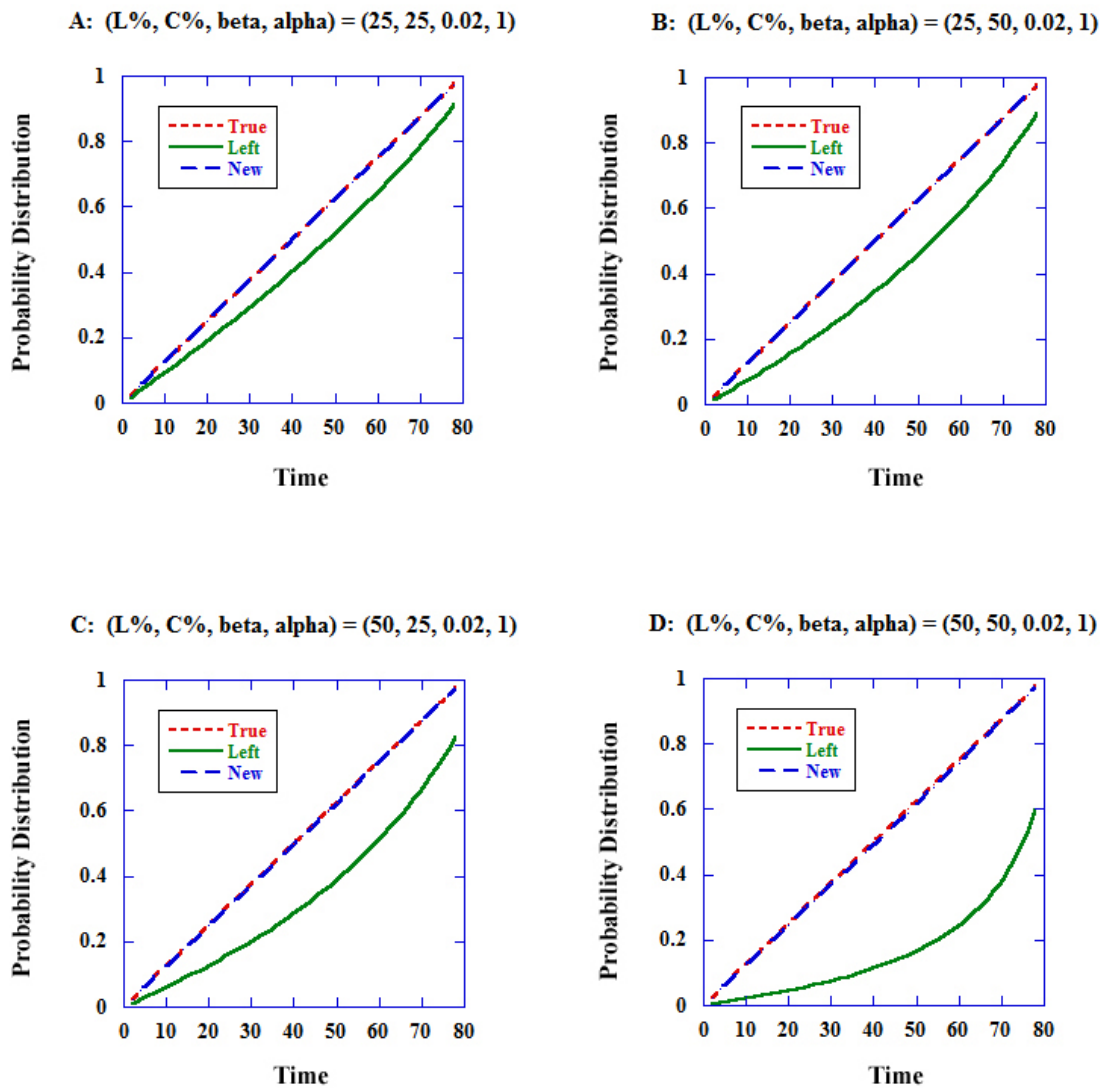 A: (L%, C%, beta, alpha) = (25, 25, 0.02, 1)
1
0.8
0.6
0.4
0.2
0
0 10 20 30 40 50 60 70 80
Probability Distribution
Time
True
Left
New
B: (L%, C%, beta, alpha) = (25, 50, 0.02, 1)
1
0.8
0.6
0.4
0.2
0
0 10 20 30 40 50 60 70 80
Probability Distribution
Time
True
Left
New
C: (L%, C%, beta, alpha) = (50, 25, 0.02, 1)
1
0.8
0.6
0.4
0.2
0
0 10 20 30 40 50 60 70 80
Probability Distribution
Time
True
Left
New
D: (L%, C%, beta, alpha) = (50, 50, 0.02, 1)
1
0.8
0.6
0.4
0.2
0
0 10 20 30 40 50 60 70 80
Probability Distribution
Time
True
Left
New